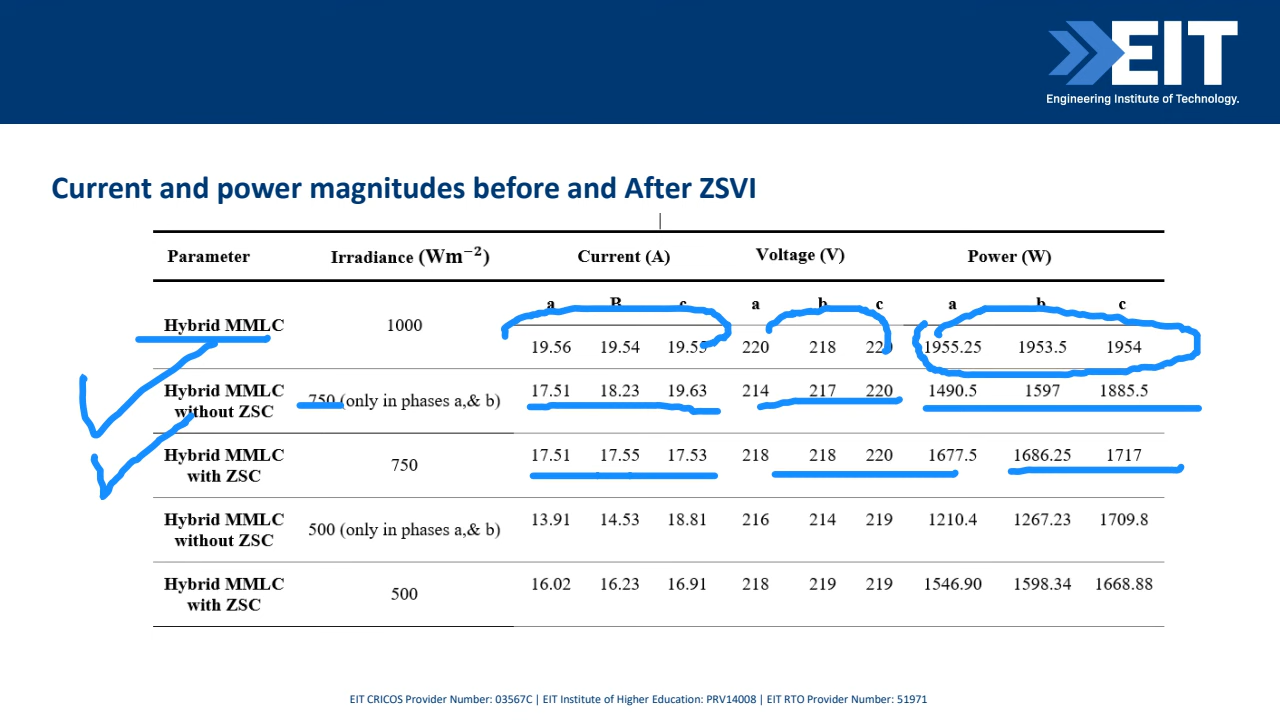 EIT
Engineering Institute of Technology.
Current and power magnitudes before and After ZSVI
Parameter Irradiance (Wm⁻²) Current (A) Voltage (V) Power (W)
a B c a b c a b c
Hybrid MMLC 1000
19.56 19.54 19.55 220 218 220 1955.25 1953.5 1954
Hybrid MMLC without ZSC 750 (only in phases a,& b) 17.51 18.23 19.63 214 217 220 1490.5 1597 1885.5
Hybrid MMLC with ZSC 750 17.51 17.55 17.53 218 218 220 1677.5 1686.25 1717
Hybrid MMLC without ZSC 500 (only in phases a,& b) 13.91 14.53 18.81 216 214 219 1210.4 1267.23 1709.8
Hybrid MMLC with ZSC 500 16.02 16.23 16.91 218 219 219 1546.90 1598.34 1668.88
EIT CRICOS Provider Number: 03567C | EIT Institute of Higher Education: PRV14008 | EIT RTO Provider Number: 51971